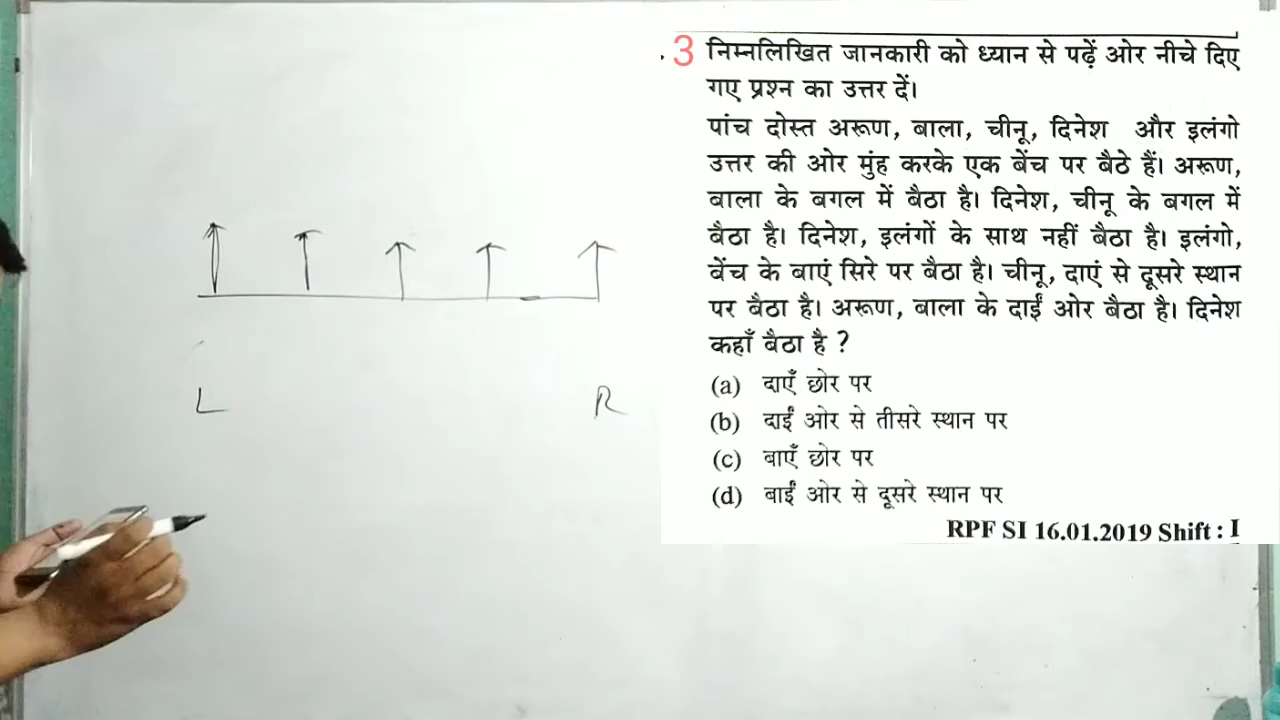 3 निम्नलिखित जानकारी को ध्यान से पढ़ें ओर नीचे दिए
गए प्रश्न का उत्तर दें।
पांच दोस्त अरूण, बाला, चीनू, दिनेश और इलंगो
उत्तर की ओर मुंह करके एक बेंच पर बैठे हैं। अरूण,
बाला के बगल में बैठा है। दिनेश, चीनू के बगल में
बैठा है। दिनेश, इलंगों के साथ नहीं बैठा है। इलंगो,
बेंच के बाएं सिरे पर बैठा है। चीनू, दाएं से दूसरे स्थान
पर बैठा है। अरूण, बाला के दाईं ओर बैठा है। दिनेश
कहाँ बैठा है ?
(a) दाएँ छोर पर
(b) दाईं ओर से तीसरे स्थान पर
(c) बाएँ छोर पर
(d) बाईं ओर से दूसरे स्थान पर
RPF SI 16.01.2019 Shift : I
L R